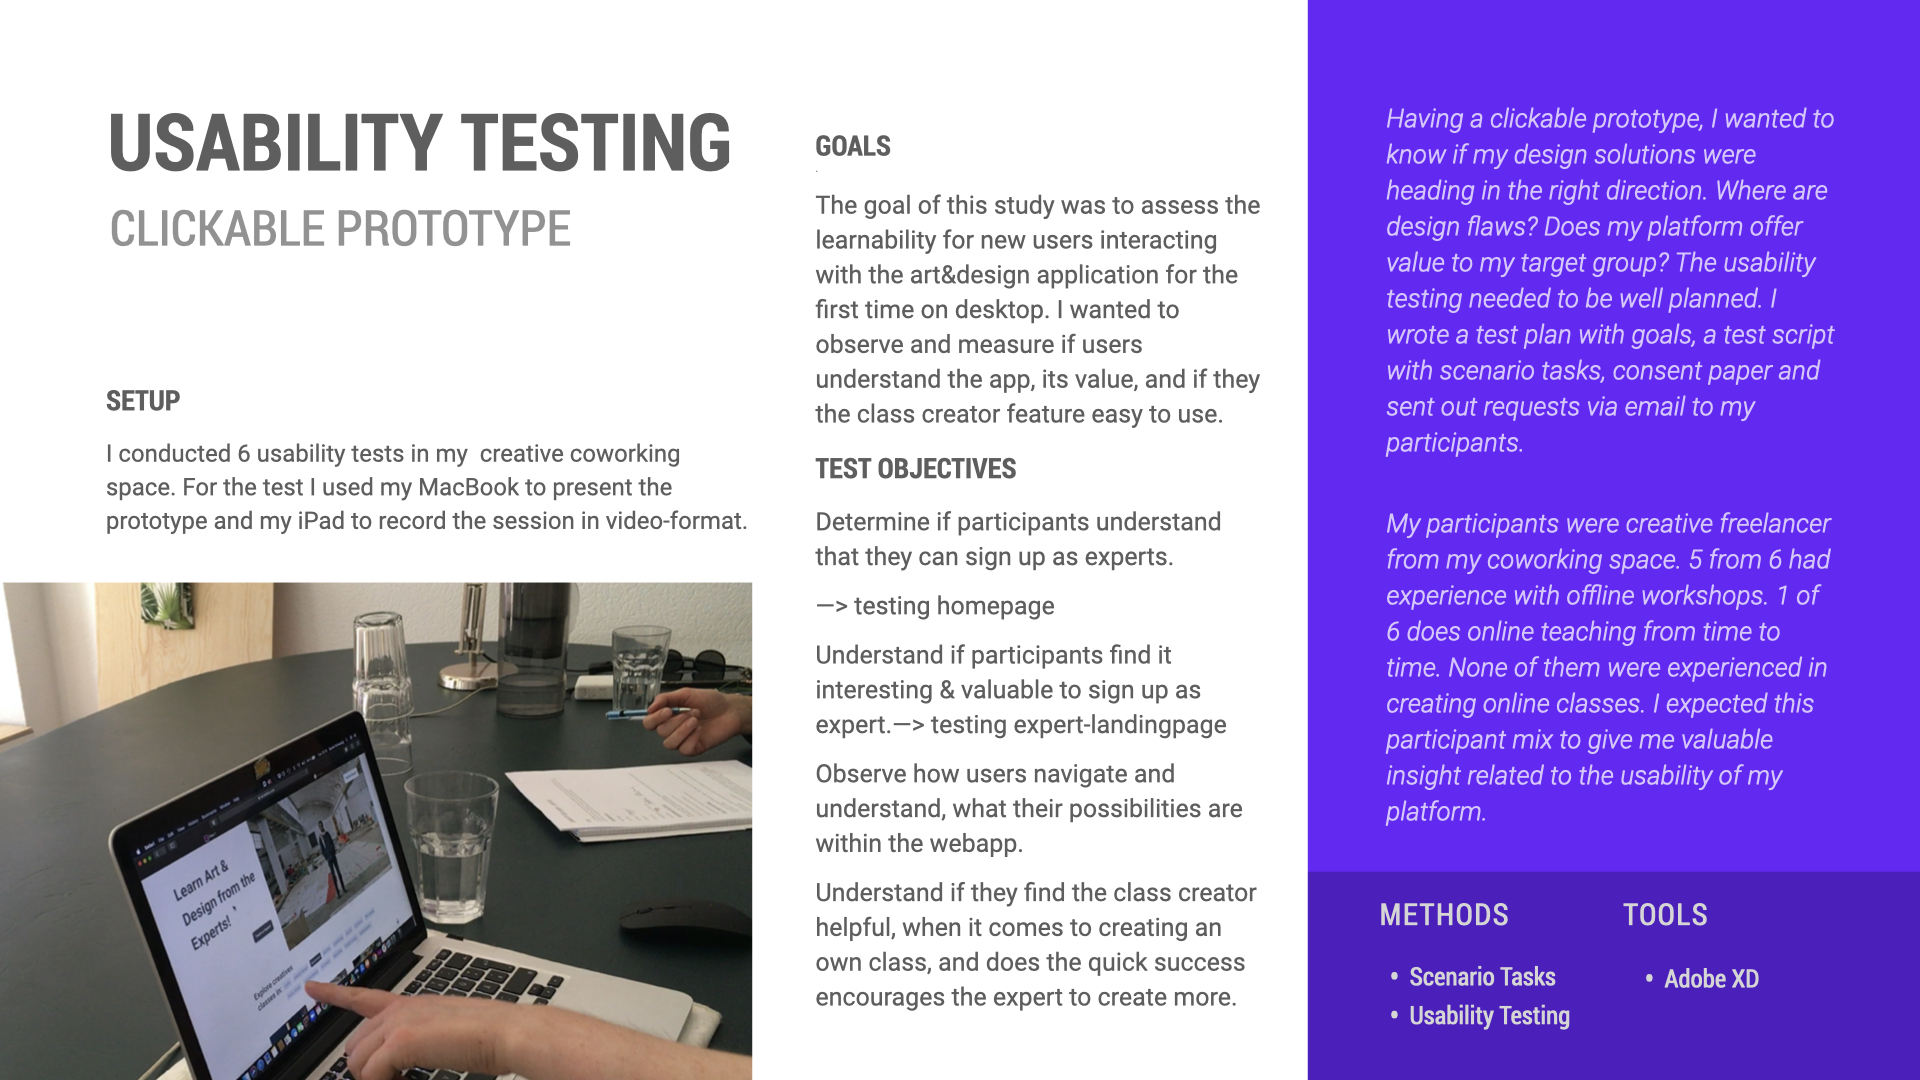 USABILITY TESTING
CLICKABLE PROTOTYPE
SETUP
I conducted 6 usability tests in my  creative coworking
space. For the test I used my MacBook to present the
prototype and my iPad to record the session in video-format.
Learn Art &
Design from the
Experts!
Explore creatives
classes in:
GOALS
The goal of this study was to assess the
learnability for new users interacting
with the art&design application for the
first time on desktop. I wanted to
observe and measure if users
understand the app, its value, and if they
the class creator feature easy to use.
TEST OBJECTIVES
Determine if participants understand
that they can sign up as experts.
—> testing homepage
Understand if participants find it
interesting & valuable to sign up as
expert.—> testing expert-landingpage
Observe how users navigate and
understand, what their possibilities are
within the webapp.
Understand if they find the class creator
helpful, when it comes to creating an
own class, and does the quick success
encourages the expert to create more.
Having a clickable prototype, I wanted to
know if my design solutions were
heading in the right direction. Where are
design flaws? Does my platform offer
value to my target group? The usability
testing needed to be well planned. I
wrote a test plan with goals, a test script
with scenario tasks, consent paper and
sent out requests via email to my
participants.
My participants were creative freelancer
from my coworking space. 5 from 6 had
experience with offline workshops. 1 of
6 does online teaching from time to
time. None of them were experienced in
creating online classes. I expected this
participant mix to give me valuable
insight related to the usability of my
platform.
METHODS
• Scenario Tasks
• Usability Testing
TOOLS
• Adobe XD